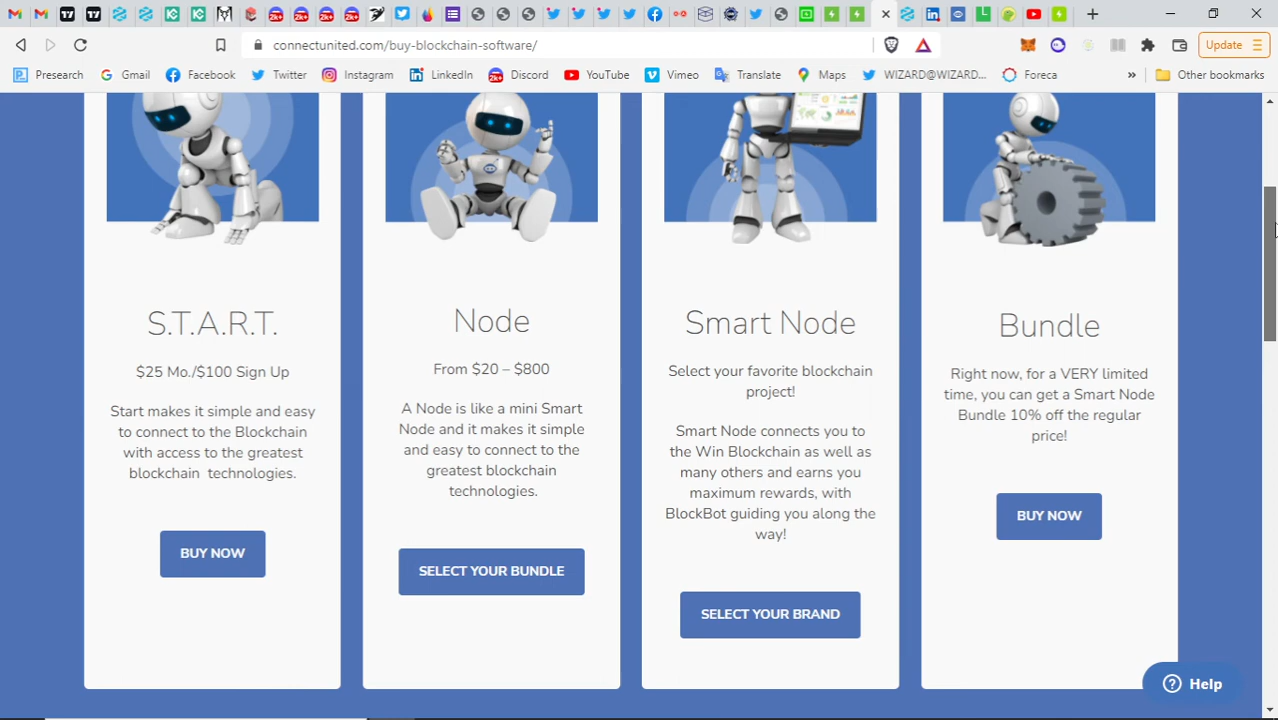 connectunited.com/buy-blockchain-software/
Update
Presearch
Gmail
Facebook
Twitter
Instagram
LinkedIn
Discord
YouTube
Vimeo
Translate
Maps
WIZARD@WIZARD...
Foreca
»
Other bookmarks
S.T.A.R.T.
$25 Mo./$100 Sign Up
Start makes it simple and easy
to connect to the Blockchain
with access to the greatest
blockchain technologies.
BUY NOW
Node
From $20 – $800
A Node is like a mini Smart
Node and it makes it simple
and easy to connect to the
greatest blockchain
technologies.
SELECT YOUR BUNDLE
Smart Node
Select your favorite blockchain
project!
Smart Node connects you to
the Win Blockchain as well as
many others and earns you
maximum rewards, with
BlockBot guiding you along the
way!
SELECT YOUR BRAND
Bundle
Right now, for a VERY limited
time, you can get a Smart Node
Bundle 10% off the regular
price!
BUY NOW
Help